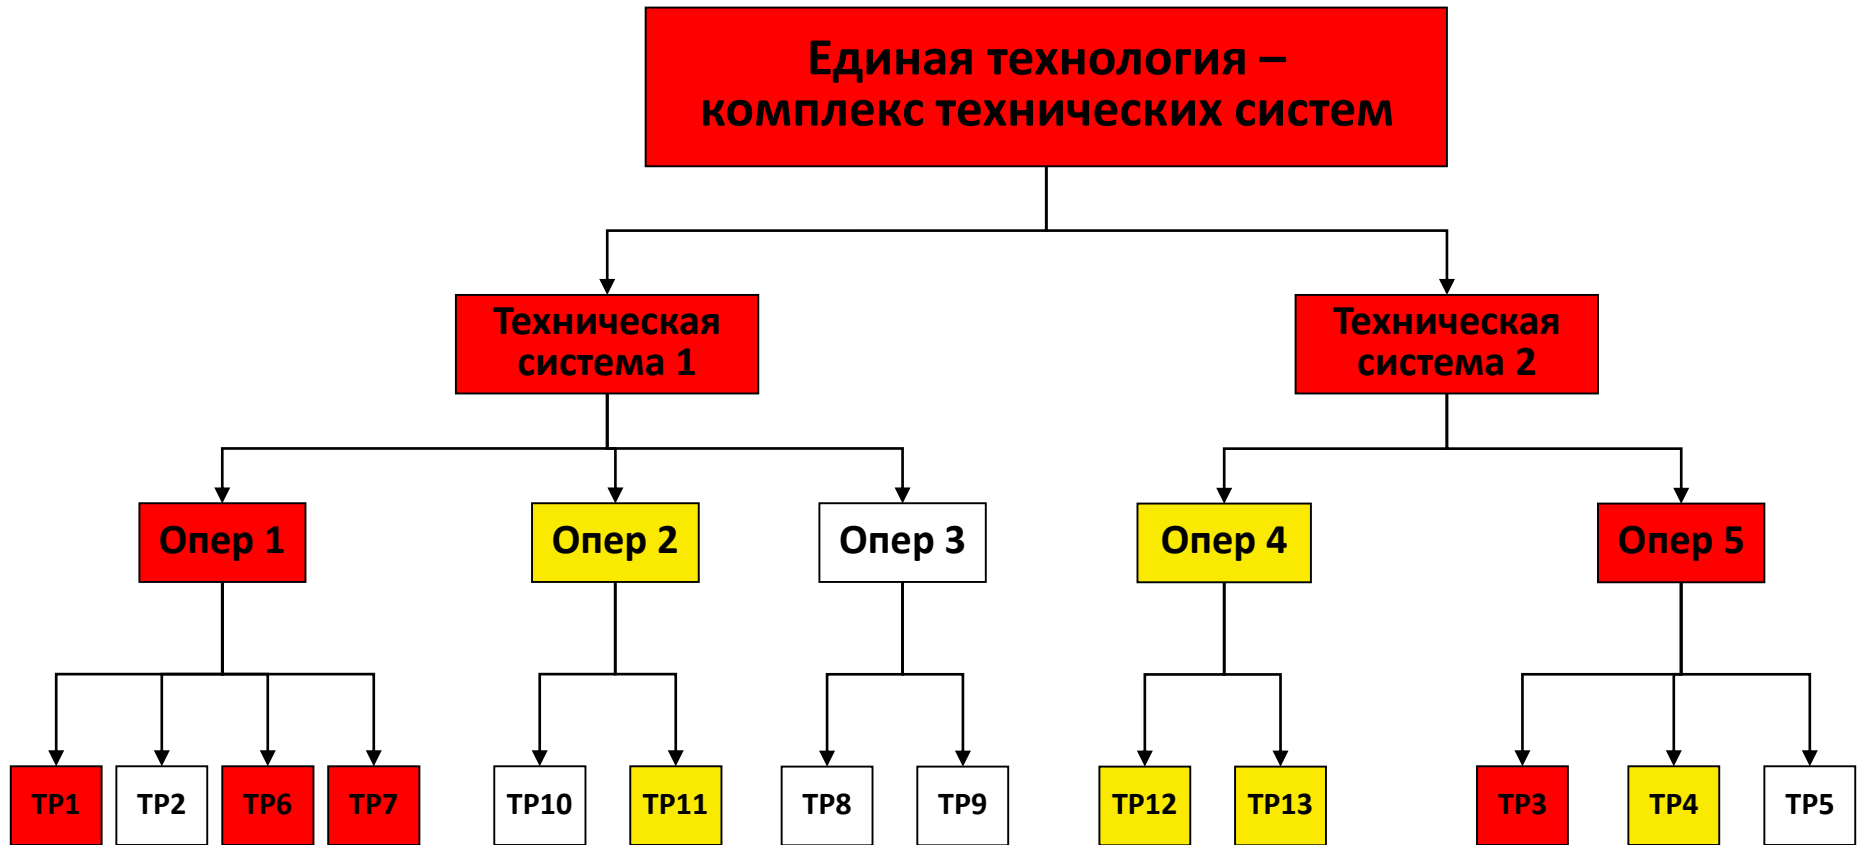 Единая технология –
комплекс технических систем
Техническая
система 1
Техническая
система 2
Опер 1
Опер 2
Опер 3
Опер 4
Опер 5
ТР1
ТР2
ТР6
ТР7
ТР10
ТР11
ТР8
ТР9
ТР12
ТР13
ТР3
ТР4
ТР5